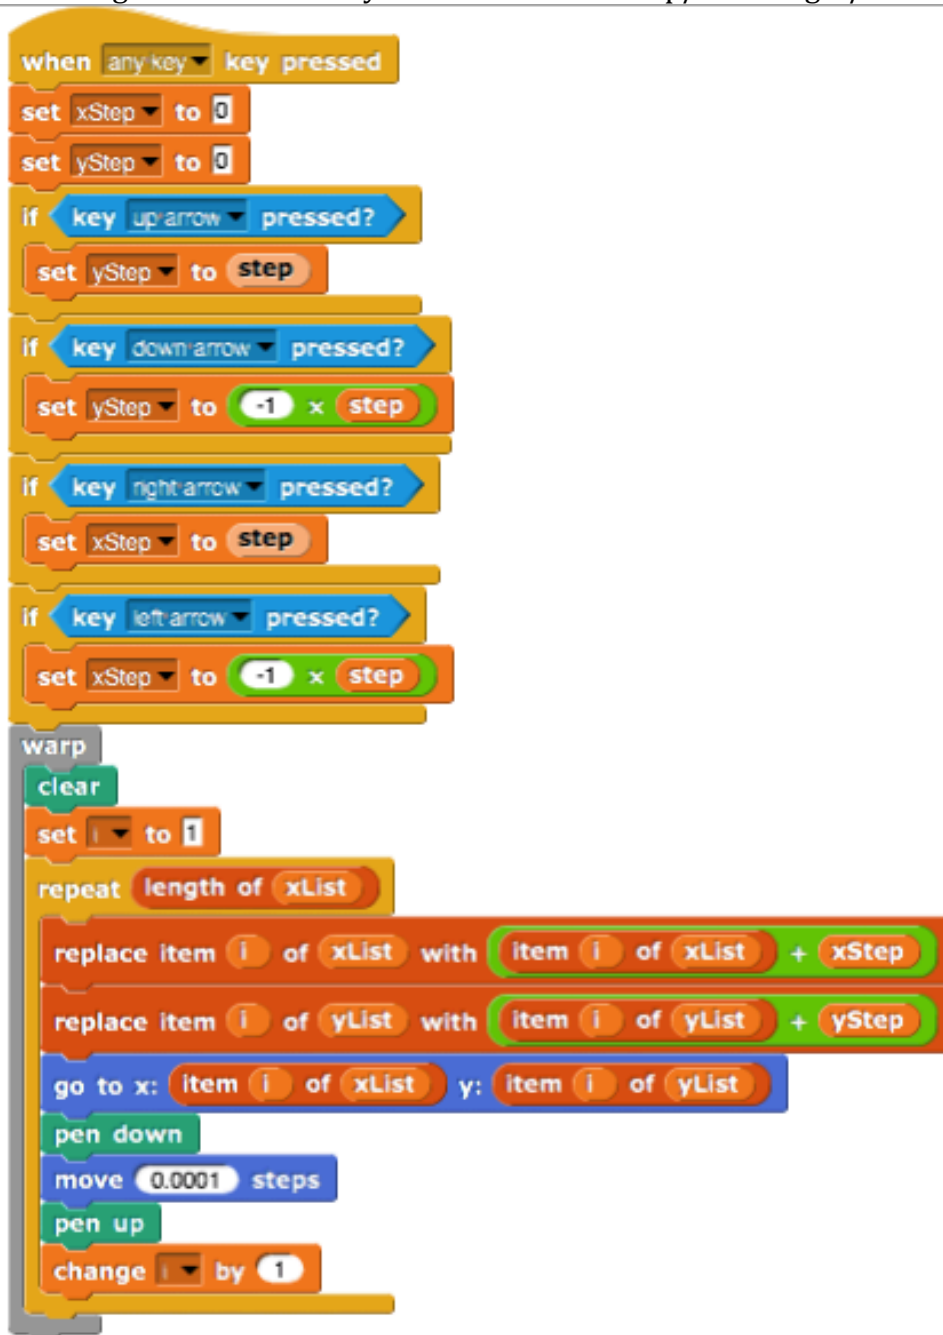 when any key key pressed
set xStep to 0
set yStep to 0
if key up arrow pressed?
set yStep to step
if key down arrow pressed?
set yStep to -1 × step
if key right arrow pressed?
set xStep to step
if key left arrow pressed?
set xStep to -1 × step
warp
clear
set i to 1
repeat length of xList
replace item i of xList with item i of xList + xStep
replace item i of yList with item i of yList + yStep
go to x: item i of xList y: item i of yList
pen down
move 0.0001 steps
pen up
change i by 1